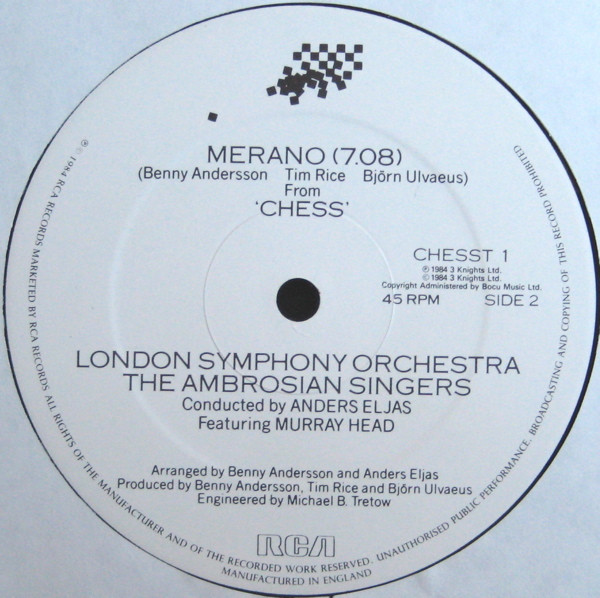 MERANO (7.08)
(Benny Andersson Tim Rice Björn Ulvaeus)
From
'CHESS'
CHESST 1
℗ 1984 3 Knights Ltd.
© 1984 3 Knights Ltd.
Copyright Administered by Bocu Music Ltd.
45 RPM SIDE 2
LONDON SYMPHONY ORCHESTRA
THE AMBROSIAN SINGERS
Conducted by ANDERS ELJAS
Featuring MURRAY HEAD
Arranged by Benny Andersson and Anders Eljas
Produced by Benny Andersson, Tim Rice and Björn Ulvaeus
Engineered by Michael B. Tretow
RCA
℗ © 1984 RCA RECORDS MARKETED BY RCA RECORDS ALL RIGHTS OF THE MANUFACTURER AND OF THE RECORDED WORK RESERVED. UNAUTHORISED PUBLIC PERFORMANCE, BROADCASTING AND COPYING OF THIS RECORD PROHIBITED
MANUFACTURED IN ENGLAND